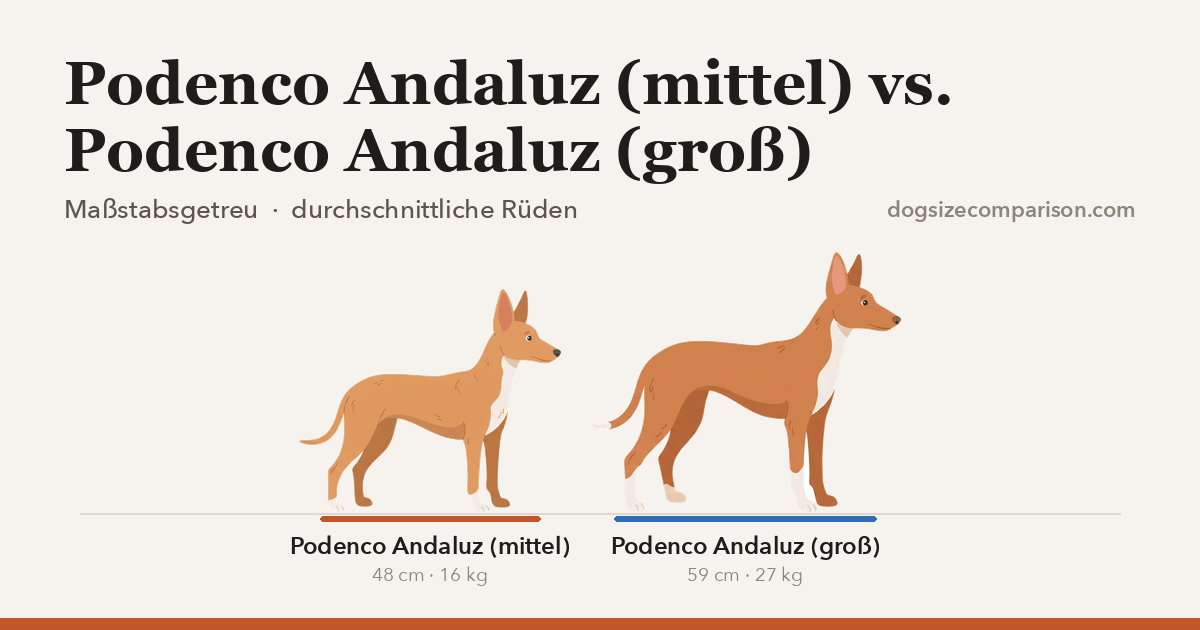 Podenco Andaluz (mittel) vs.
Podenco Andaluz (groß)
Maßstabsgetreu · durchschnittliche Rüden
dogsizecomparison.com
Podenco Andaluz (mittel)
48 cm · 16 kg
Podenco Andaluz (groß)
59 cm · 27 kg